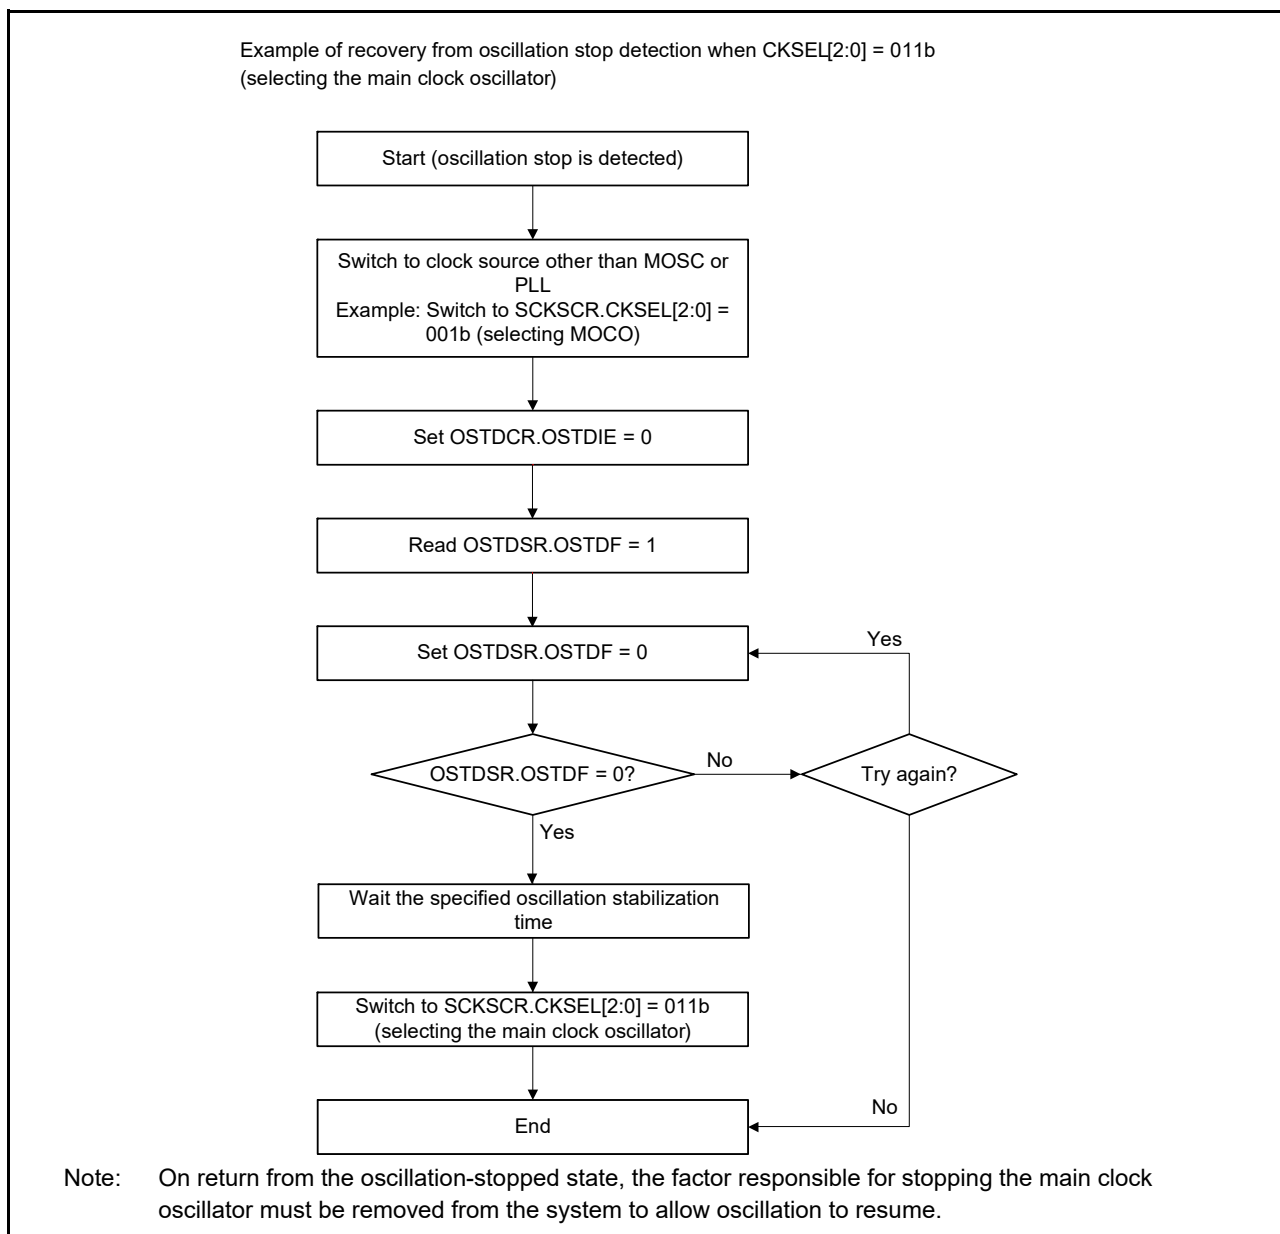 Example of recovery from oscillation stop detection when CKSEL[2:0] = 011b
(selecting the main clock oscillator)
Start (oscillation stop is detected)
Switch to clock source other than MOSC or
PLL
Example: Switch to SCKSCR.CKSEL[2:0] =
001b (selecting MOCO)
Set OSTDCR.OSTDIE = 0
Read OSTDSR.OSTDF = 1
Set OSTDSR.OSTDF = 0
Yes
OSTDSR.OSTDF = 0?
No
Try again?
Yes
Wait the specified oscillation stabilization
time
Switch to SCKSCR.CKSEL[2:0] = 011b
(selecting the main clock oscillator)
No
End
Note: On return from the oscillation-stopped state, the factor responsible for stopping the main clock
oscillator must be removed from the system to allow oscillation to resume.